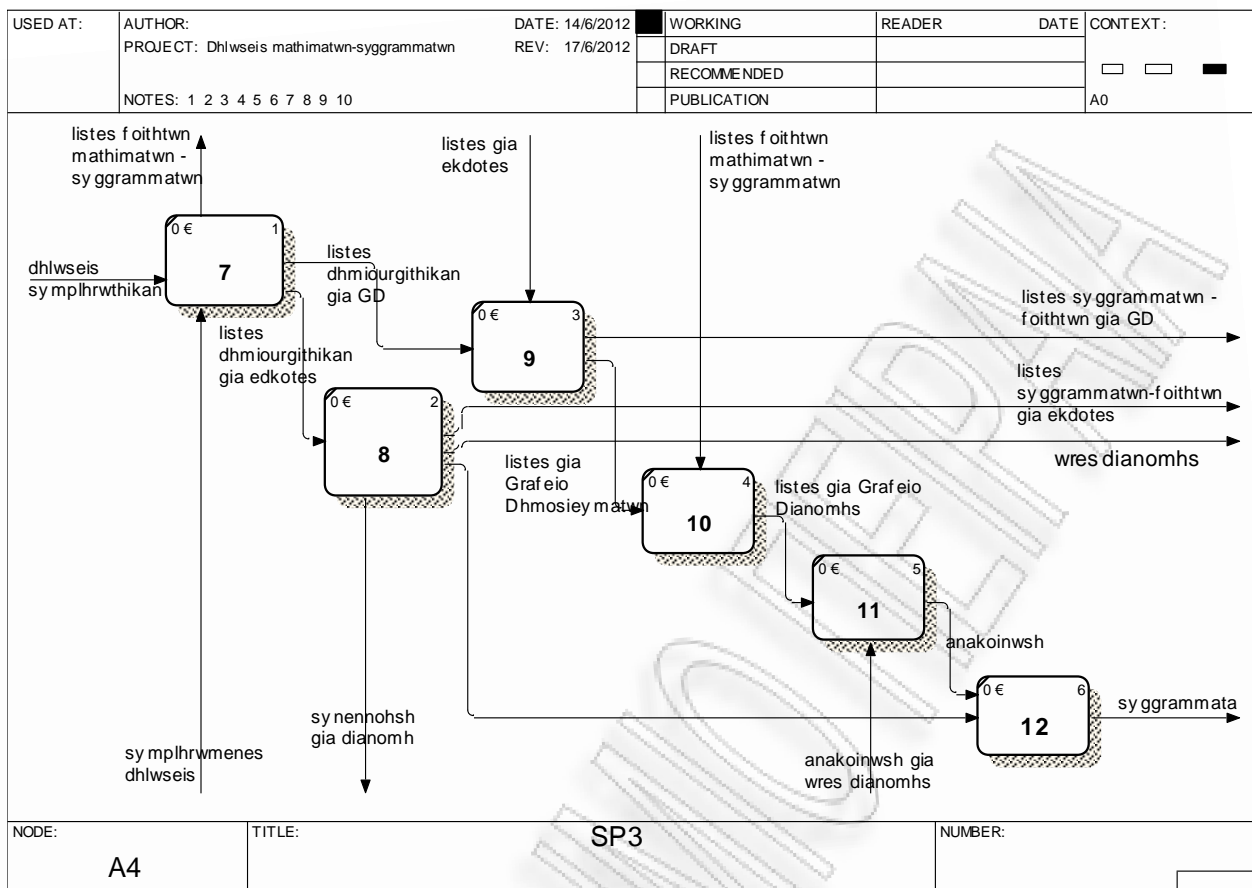 USED AT:
AUTHOR:
DATE: 14/6/2012
PROJECT: Dhlwseis mathimatwn-syggrammatwn
REV: 17/6/2012
NOTES: 1 2 3 4 5 6 7 8 9 10
WORKING
DRAFT
RECOMMENDED
PUBLICATION
READER
DATE
CONTEXT:
A0
listes foithtwn
mathimatwn -
syggrammatwn
listes gia
ekdotes
listes foithtwn
mathimatwn -
syggrammatwn
0 €
1
7
dhlwseis
symplhrwthikan
listes
dhmiourgithikan
gia GD
listes
dhmiourgithikan
gia edkotes
0 €
3
9
listes syggrammatwn -
foithtwn gia GD
listes
syggrammatwn-foithtwn
gia ekdotes
0 €
2
8
wres dianomhs
listes gia
Grafeio
Dhmosieymatwn
0 €
4
10
listes gia Grafeio
Dianomhs
0 €
5
11
anakoinwsh
0 €
6
12
syggrammata
synennohsh
gia dianomh
symplhrwmenes
dhlwseis
anakoinwsh gia
wres dianomhs
NODE:
A4
TITLE:
SP3
NUMBER: